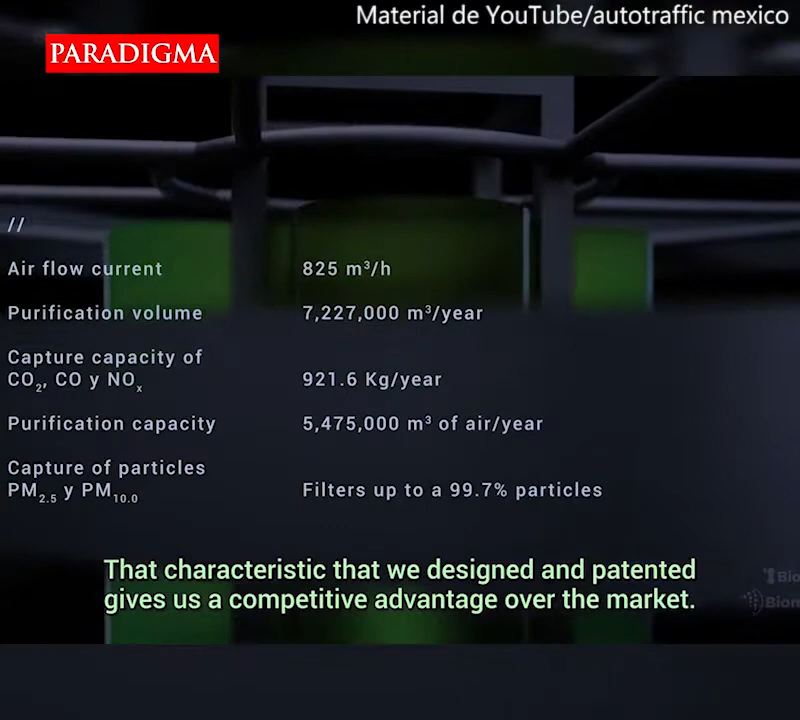 Material de YouTube/autotraffic mexico
PARADIGMA
//
Air flow current 825 m³/h
Purification volume 7,227,000 m³/year
Capture capacity of
CO₂, CO y NOₓ 921.6 Kg/year
Purification capacity 5,475,000 m³ of air/year
Capture of particles
PM₂.₅ y PM₁₀.₀ Filters up to a 99.7% particles
That characteristic that we designed and patented
gives us a competitive advantage over the market.